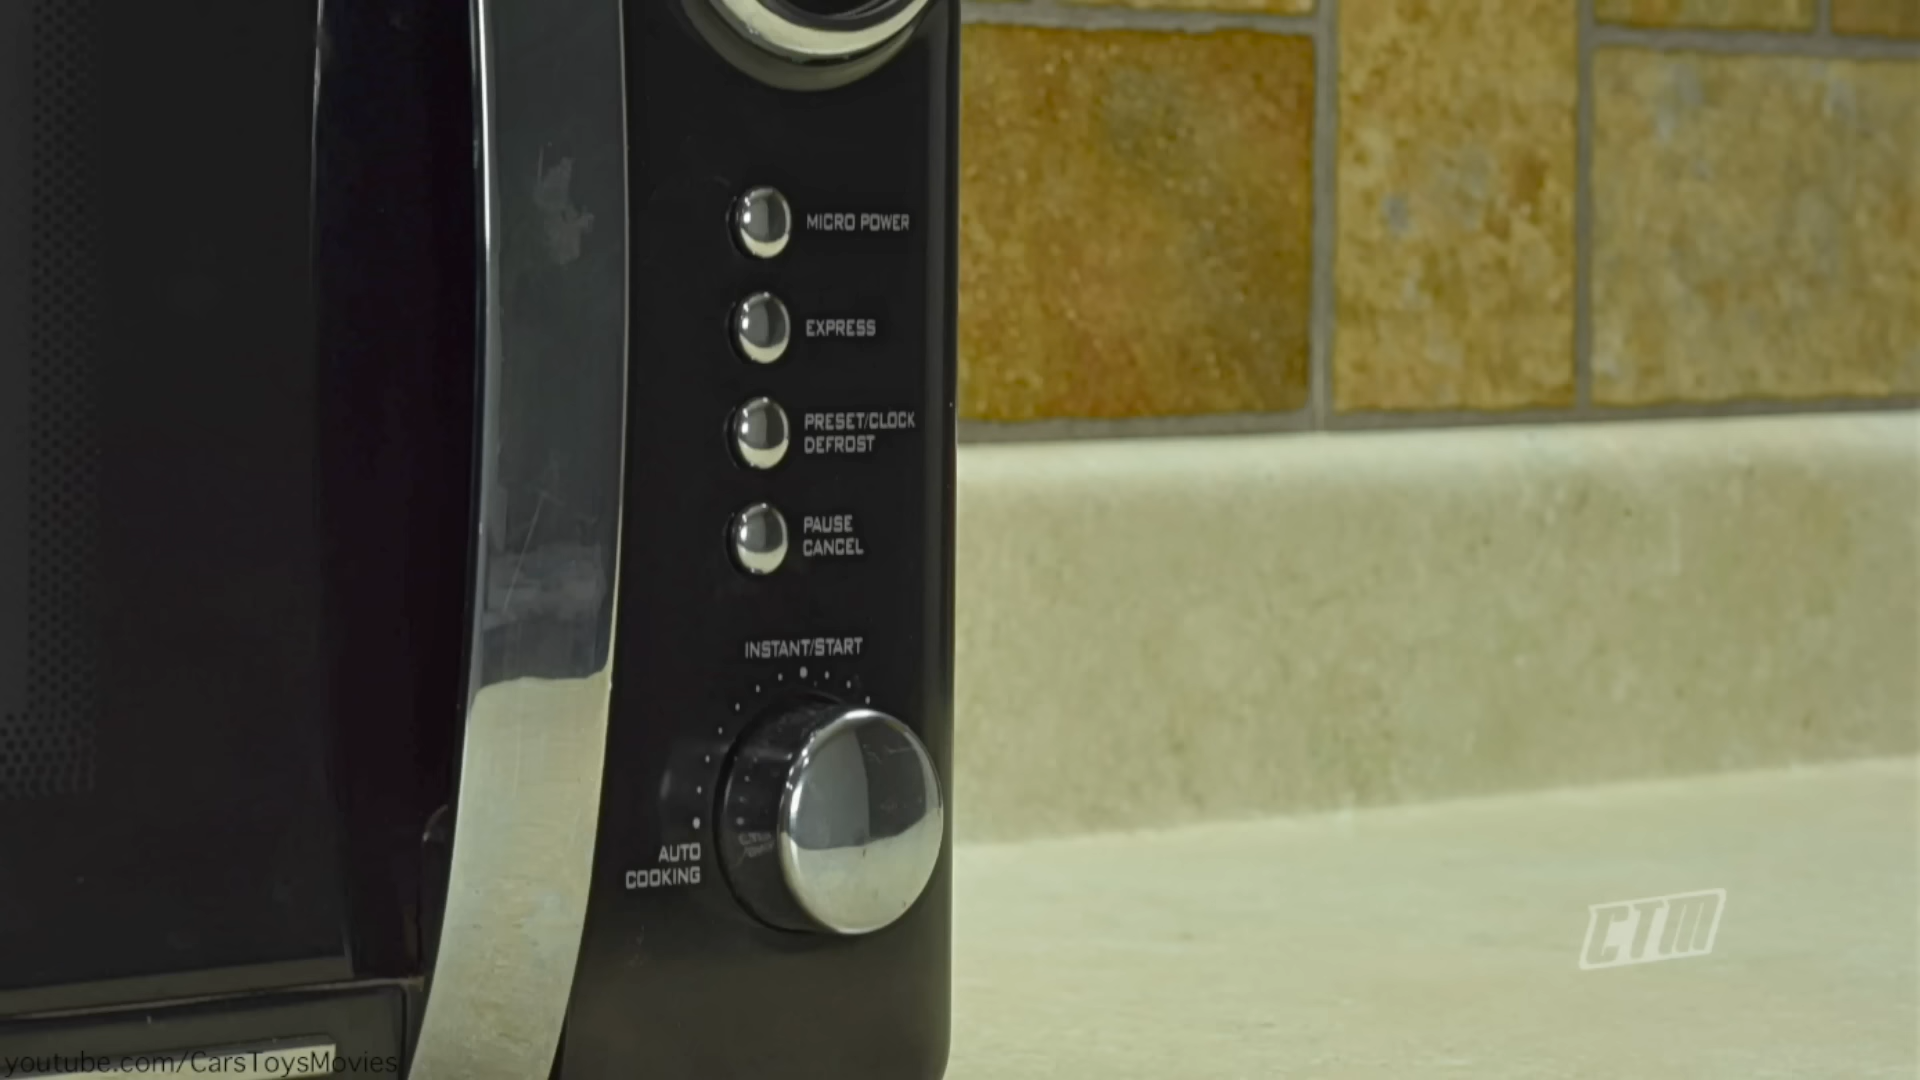 MICRO POWER
EXPRESS
PRESET/CLOCK
DEFROST
PAUSE
CANCEL
INSTANT/START
AUTO
COOKING
CTM
youtube.com/CarsToysMovies